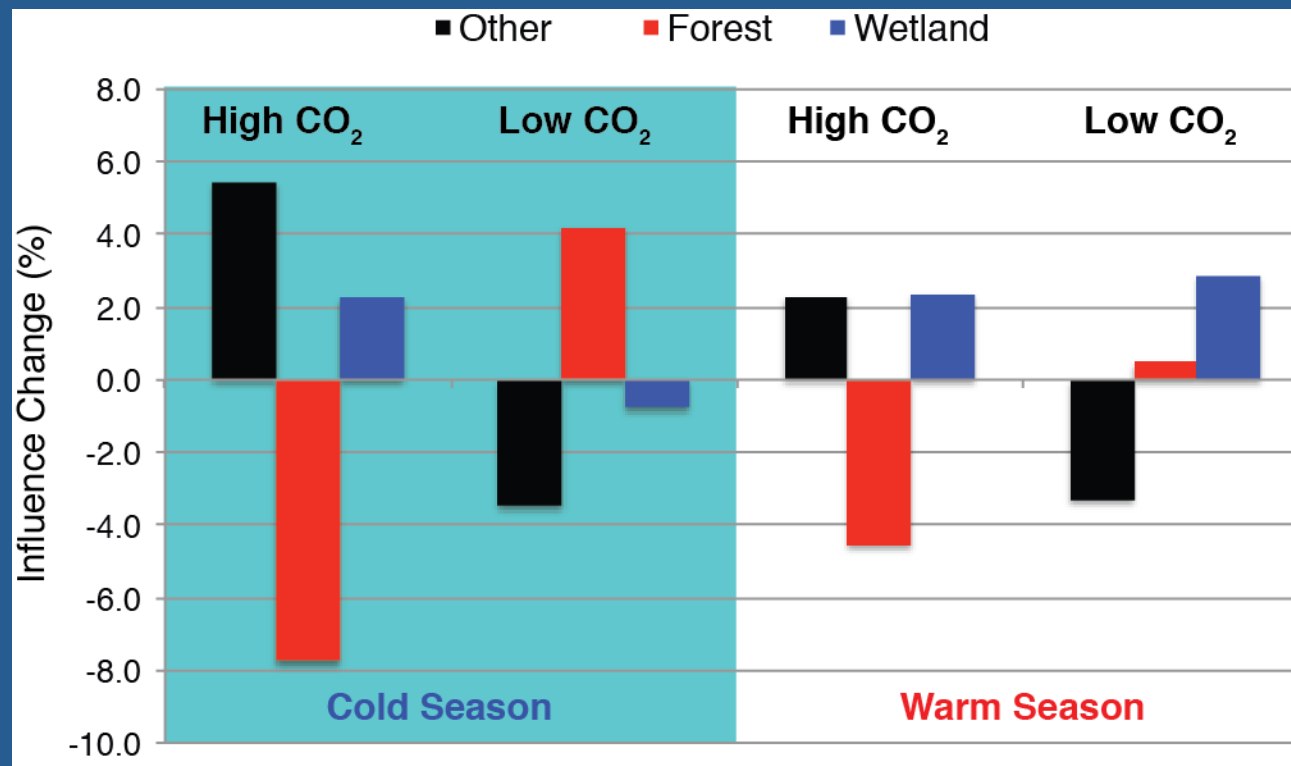 Other Forest Wetland
8.0
6.0
4.0
2.0
0.0
-2.0
-4.0
-6.0
-8.0
-10.0
Influence Change (%)
High CO₂ Low CO₂ High CO₂ Low CO₂
Cold Season Warm Season